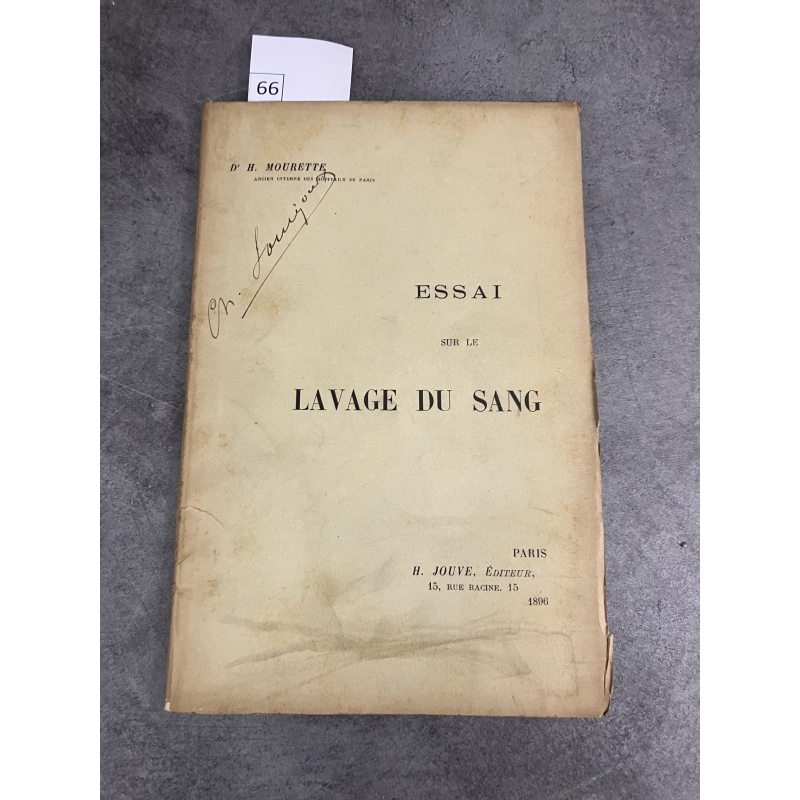 66
Dr H. MOURETTE
ANCIEN INTERNE DES HOPITAUX DE PARIS
ESSAI
SUR LE
LAVAGE DU SANG
PARIS
H. JOUVE, ÉDITEUR,
15, RUE RACINE, 15
1896